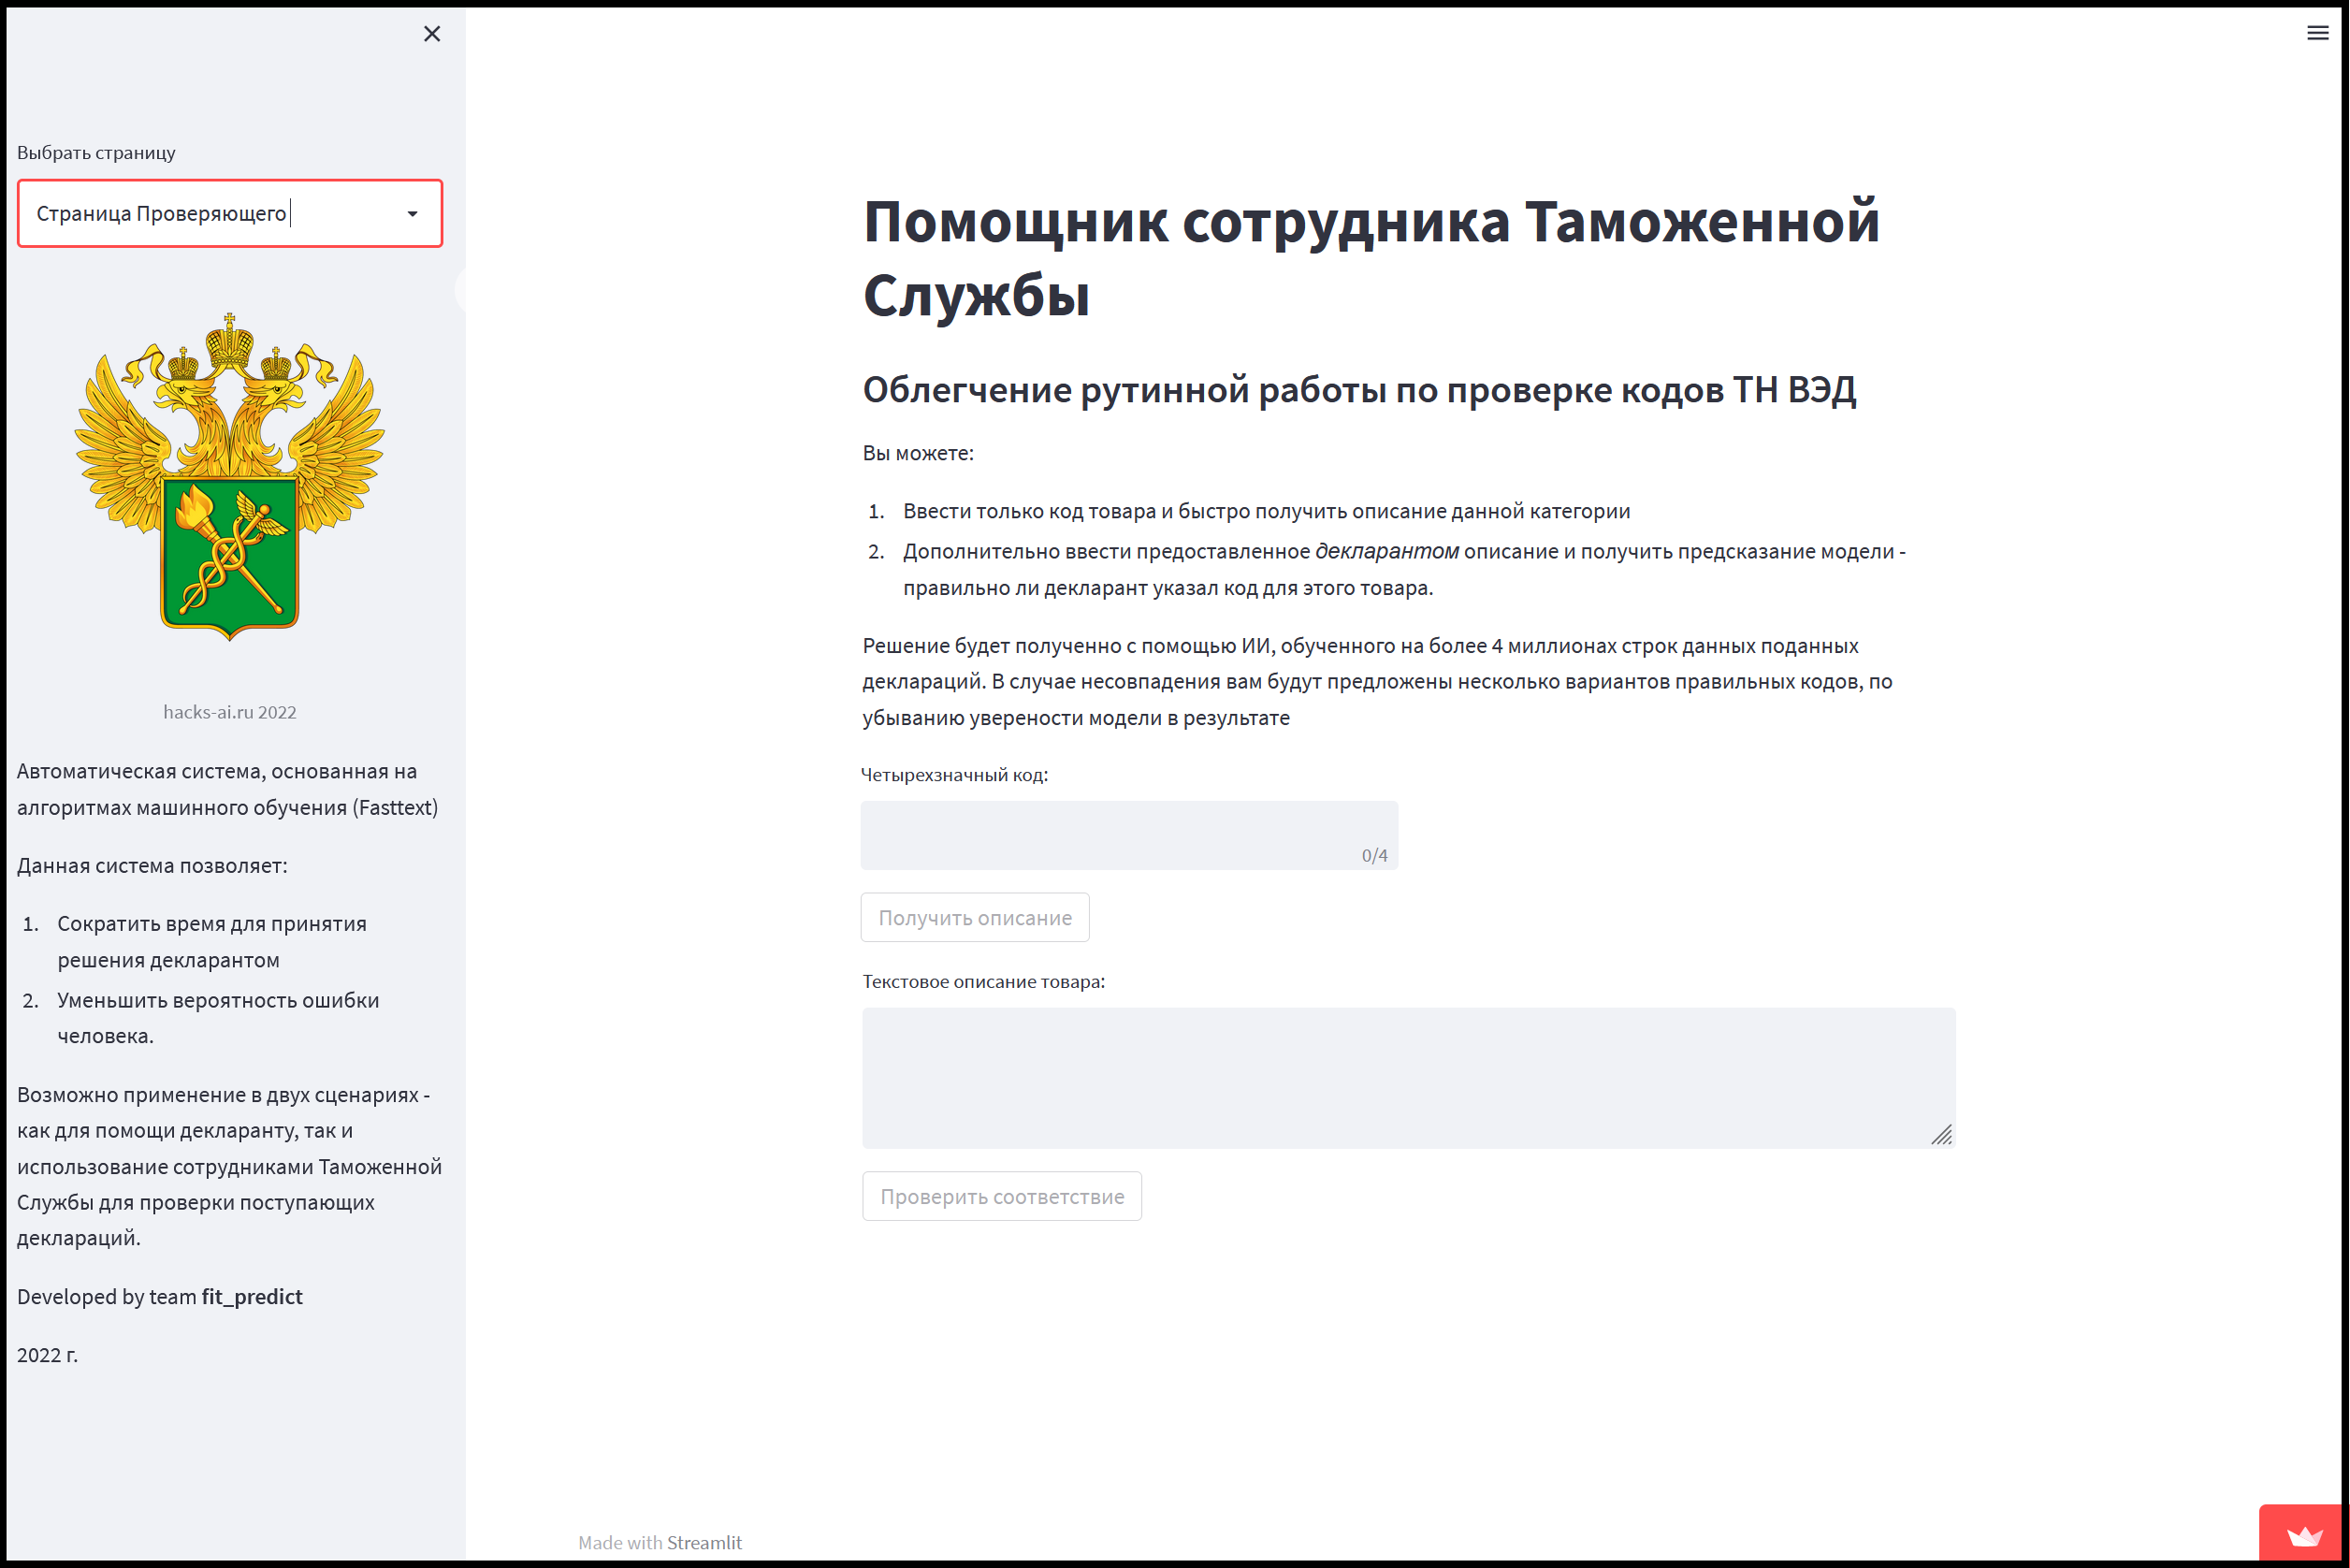 Выбрать страницу
Страница Проверяющего
hacks-ai.ru 2022
Автоматическая система, основанная на
алгоритмах машинного обучения (Fasttext)
Данная система позволяет:
1. Сократить время для принятия
решения декларантом
2. Уменьшить вероятность ошибки
человека.
Возможно применение в двух сценариях -
как для помощи декларанту, так и
использование сотрудниками Таможенной
Службы для проверки поступающих
деклараций.
Developed by team fit_predict
2022 г.
Помощник сотрудника Таможенной
Службы
Облегчение рутинной работы по проверке кодов ТН ВЭД
Вы можете:
1. Ввести только код товара и быстро получить описание данной категории
2. Дополнительно ввести предоставленное декларантом описание и получить предсказание модели -
правильно ли декларант указал код для этого товара.
Решение будет полученно с помощью ИИ, обученного на более 4 миллионах строк данных поданных
деклараций. В случае несовпадения вам будут предложены несколько вариантов правильных кодов, по
убыванию уверености модели в результате
Четырехзначный код:
0/4
Получить описание
Текстовое описание товара:
Проверить соответствие
Made with Streamlit